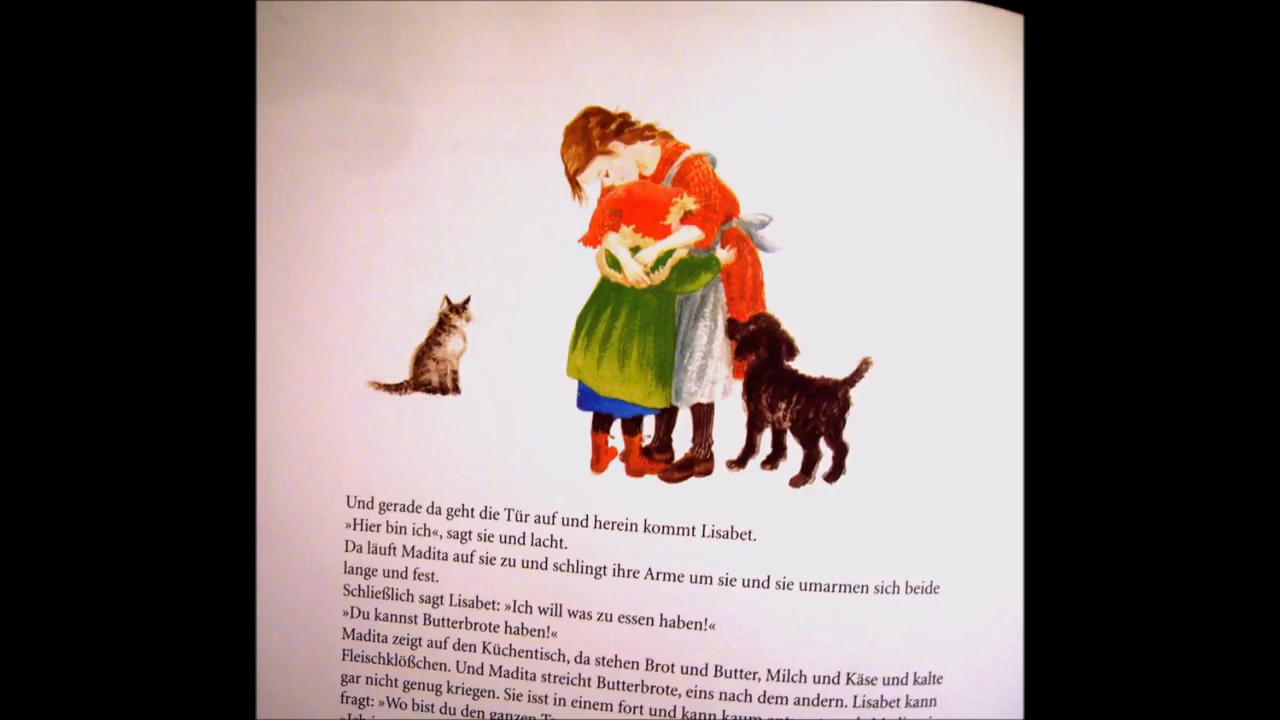 Und gerade da geht die Tür auf und herein kommt Lisabet.
»Hier bin ich«, sagt sie und lacht.
Da läuft Madita auf sie zu und schlingt ihre Arme um sie und sie umarmen sich beide
lange und fest.
Schließlich sagt Lisabet: »Ich will was zu essen haben!«
»Du kannst Butterbrote haben!«
Madita zeigt auf den Küchentisch, da stehen Brot und Butter, Milch und Käse und kalte
Fleischklößchen. Und Madita streicht Butterbrote, eins nach dem andern. Lisabet kann
gar nicht genug kriegen. Sie isst in einem fort und kann kaum
fragt: »Wo bist du den ganzen